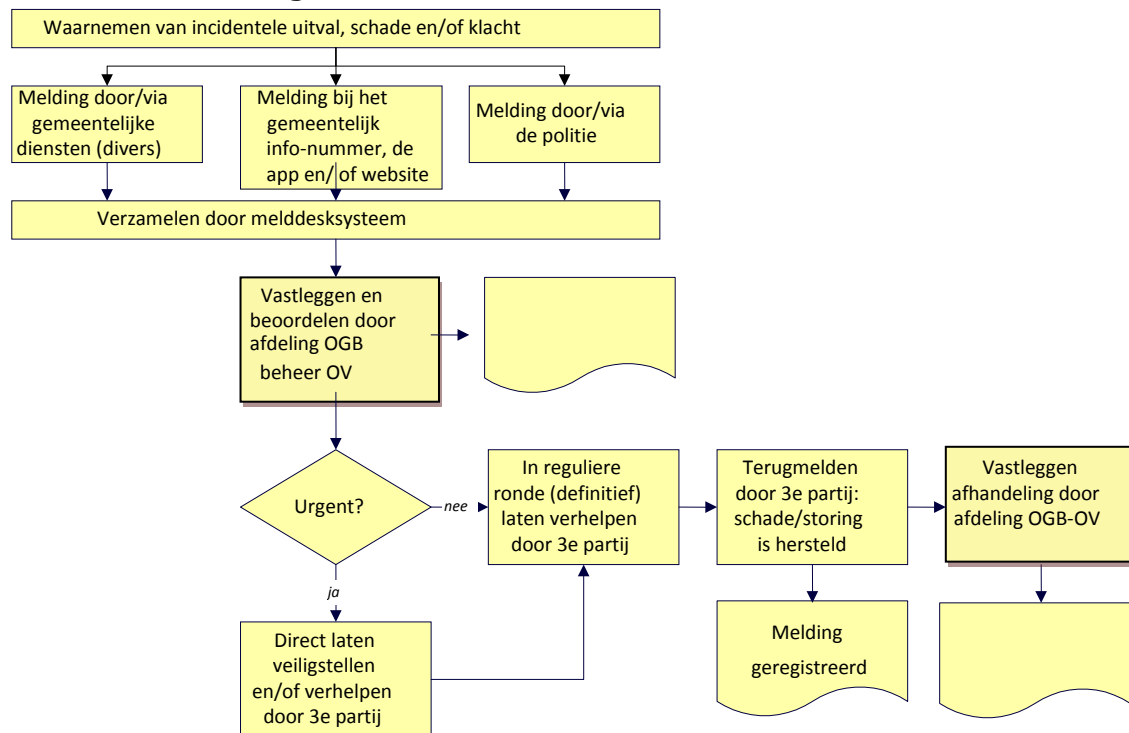 Waarnemen van incidentele uitval, schade en/of klacht
Melding door/via
gemeentelijke
diensten (divers)
Melding bij het
gemeentelijk
info-nummer, de
app en/ of website
Melding door/via
de politie
Verzamelen door melddesksysteem
Vastleggen en
beoordelen door
afdeling OGB
beheer OV
Urgent?
nee
ja
In reguliere
ronde (definitief)
laten verhelpen
door 3e partij
Terugmelden
door 3e partij:
schade/storing
is hersteld
Vastleggen
afhandeling door
afdeling OGB-OV
Direct laten
veiligstellen
en/of verhelpen
door 3e partij
Melding
geregistreerd